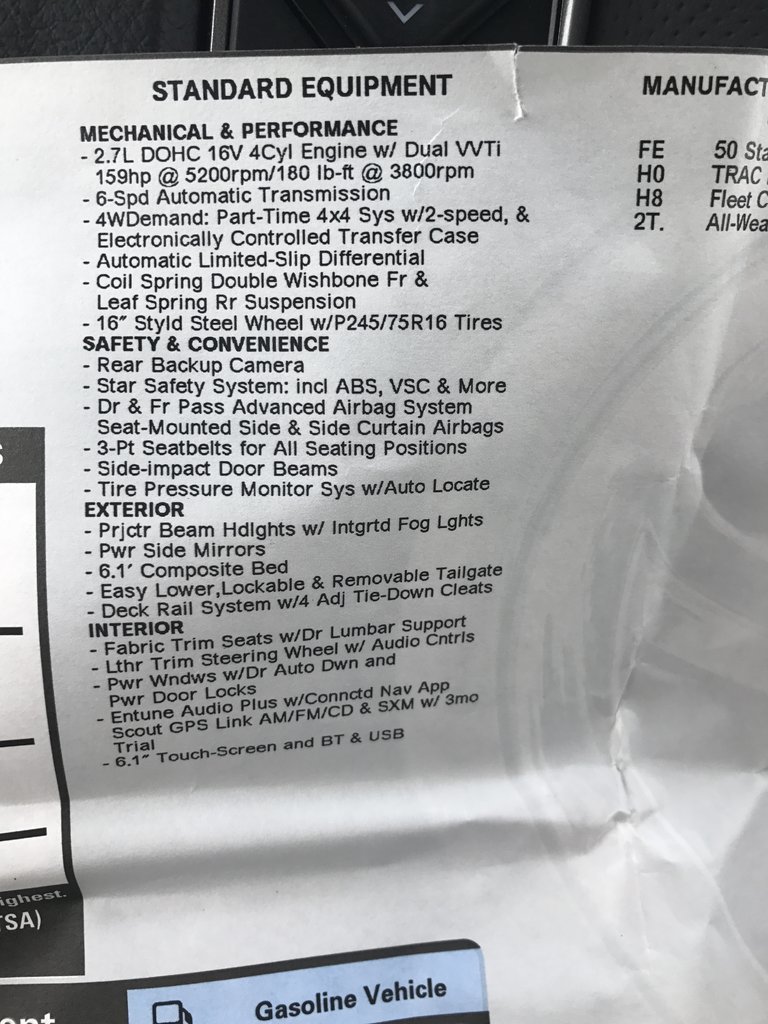 STANDARD EQUIPMENT
MECHANICAL & PERFORMANCE
- 2.7L DOHC 16V 4Cyl Engine w/ Dual VVTi
159hp @ 5200rpm/180 lb-ft @ 3800rpm
- 6-Spd Automatic Transmission
- 4WDemand: Part-Time 4x4 Sys w/2-speed, &
Electronically Controlled Transfer Case
- Automatic Limited-Slip Differential
- Coil Spring Double Wishbone Fr &
Leaf Spring Rr Suspension
- 16″ Styld Steel Wheel w/P245/75R16 Tires
SAFETY & CONVENIENCE
- Rear Backup Camera
- Star Safety System: incl ABS, VSC & More
- Dr & Fr Pass Advanced Airbag System
Seat-Mounted Side & Side Curtain Airbags
- 3-Pt Seatbelts for All Seating Positions
- Side-impact Door Beams
- Tire Pressure Monitor Sys w/Auto Locate
EXTERIOR
- Prjctr Beam Hdlghts w/ Intgrtd Fog Lghts
- Pwr Side Mirrors
- 6.1′ Composite Bed
- Easy Lower,Lockable & Removable Tailgate
- Deck Rail System w/4 Adj Tie-Down Cleats
INTERIOR
- Fabric Trim Seats w/Dr Lumbar Support
- Lthr Trim Steering Wheel w/ Audio Cntrls
- Pwr Wndws w/Dr Auto Dwn and
Pwr Door Locks
- Entune Audio Plus w/Connctd Nav App
Scout GPS Link AM/FM/CD & SXM w/ 3mo
Trial
- 6.1″ Touch-Screen and BT & USB
MANUFACT
FE 50 Sta
H0 TRAC
H8 Fleet C
2T. All-Wea
ighest.
TSA)
Gasoline Vehicle